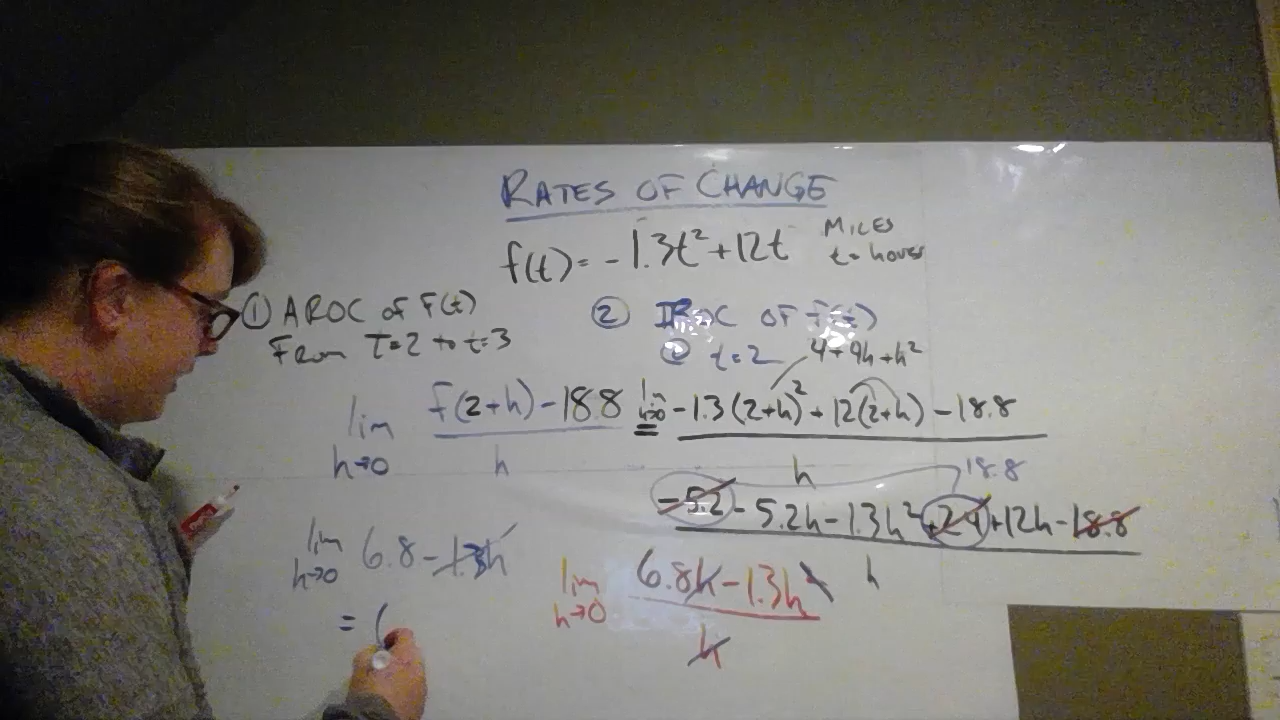 RATES OF CHANGE
f(t) = -1.3t² + 12t
MILES
t = hours
① AROC of F(t)
From T=2 to t=3
② IROC OF f(t)
@ t=2
4+4h+h²
lim h→0 f(2+h) - 18.8 / h
lim h→0 -1.3(2+h)² + 12(2+h) - 18.8 / h
18.8
-5.2 - 5.2h - 1.3h² + 24 + 12h - 18.8 / h
lim h→0 6.8h - 1.3h² / h
lim h→0 6.8 - 1.3h
= (